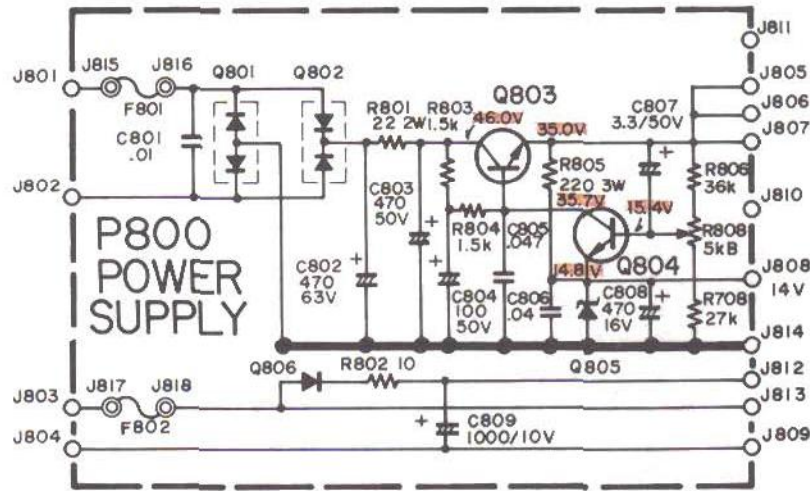 J811
J801
J815
J816
Q801
Q802
J805
F801
Q803
C807
3.3/50V
J806
R801
22 2W
R803
1.5k
46.0V
35.0V
J807
C801
.01
R805
220 3W
R806
36k
J802
C803
470
50V
35.7V
15.4V
J810
R804
1.5k
C805
.047
R808
5kB
P800
POWER
SUPPLY
C802
470
63V
14.81V
Q804
J808
14V
C804
100
50V
C806
.04
C808
470
16V
R708
27k
J814
Q806
R802 10
Q805
J812
J817
J818
J803
J813
F802
C809
1000/10V
J804
J809